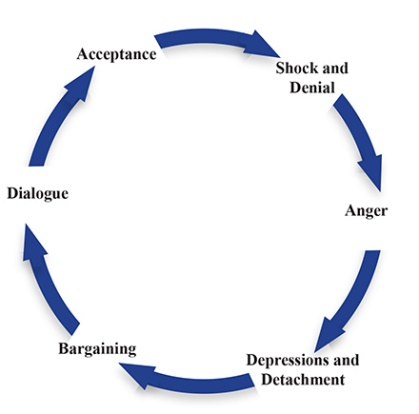 Acceptance
Shock and
Denial
Anger
Depressions and
Detachment
Bargaining
Dialogue